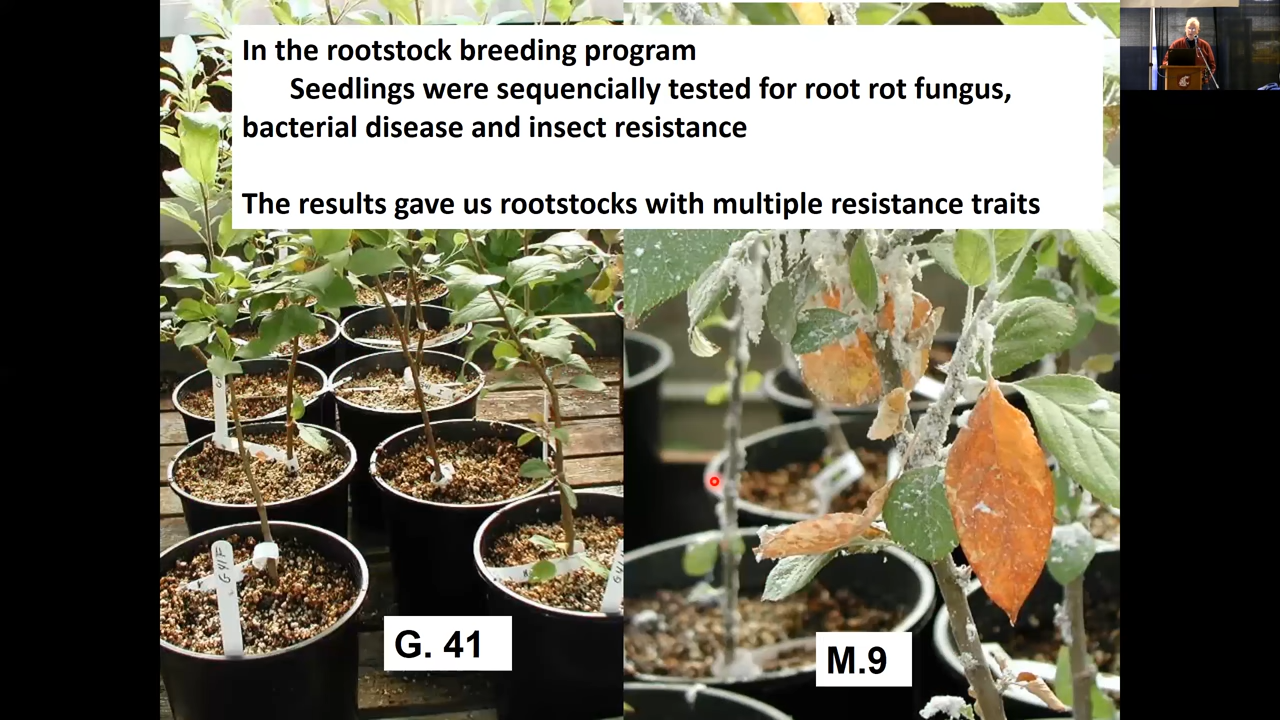 In the rootstock breeding program
Seedlings were sequencially tested for root rot fungus,
bacterial disease and insect resistance
The results gave us rootstocks with multiple resistance traits
G. 41
M.9